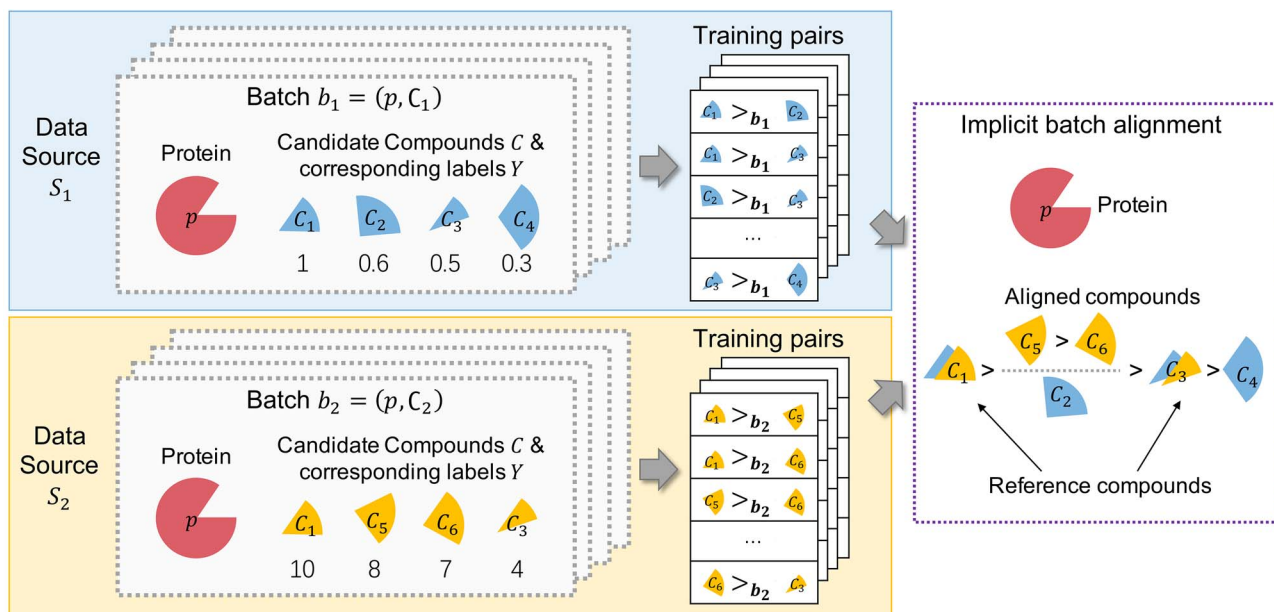 Data
Source
S₁
Batch b₁ = (p, C₁)
Protein
p
Candidate Compounds C &
corresponding labels Y
C₁ C₂ C₃ C₄
1 0.6 0.5 0.3
Training pairs
C₁ >b₁ C₂
C₁ >b₁ C₃
C₂ >b₁ C₃
...
C₃ >b₁ C₄
Data
Source
S₂
Batch b₂ = (p, C₂)
Protein
p
Candidate Compounds C &
corresponding labels Y
C₁ C₅ C₆ C₃
10 8 7 4
Training pairs
C₁ >b₂ C₅
C₁ >b₂ C₆
C₅ >b₂ C₆
...
C₆ >b₂ C₃
Implicit batch alignment
p Protein
Aligned compounds
C₅ > C₆
C₁ > C₂ > C₃ > C₄
Reference compounds